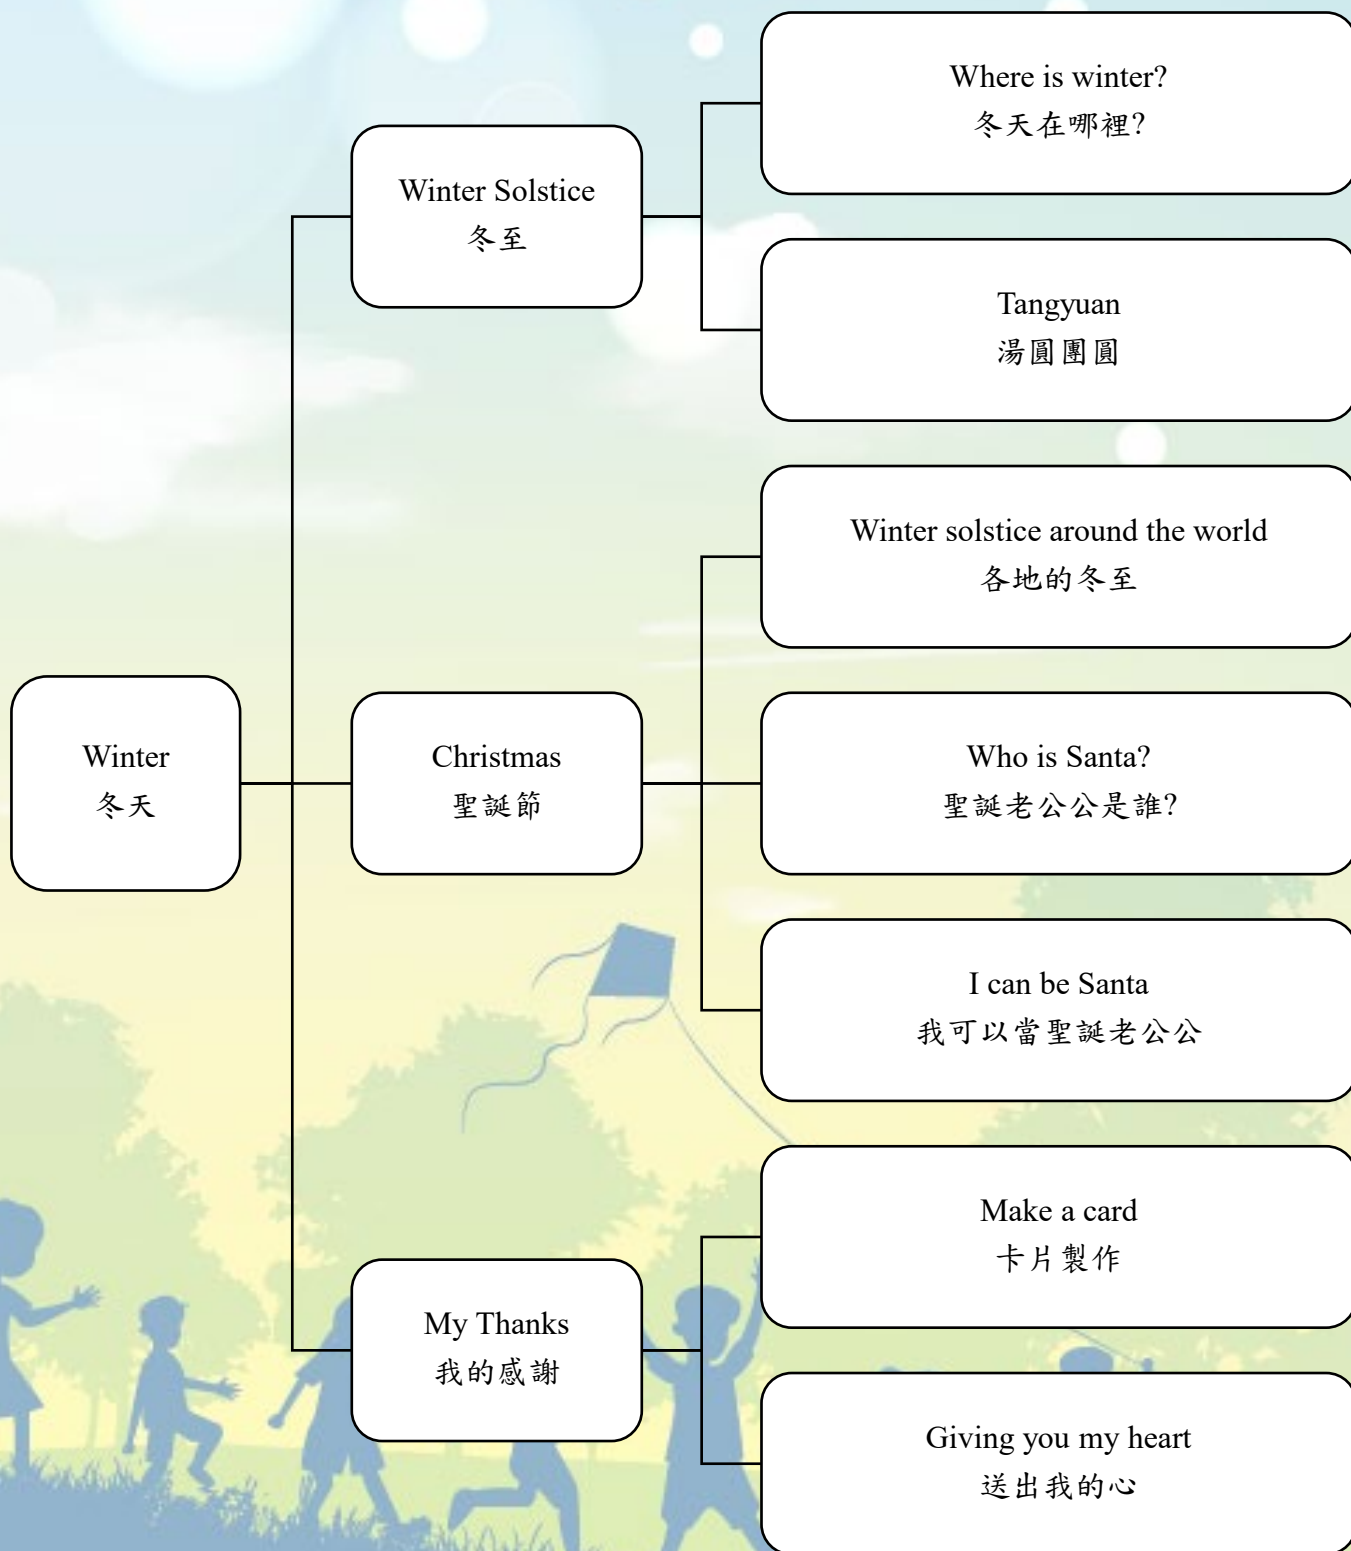 Where is winter?
冬天在哪裡?
Winter Solstice
冬至
Tangyuan
湯圓團圓
Winter solstice around the world
各地的冬至
Winter
冬天
Christmas
聖誕節
Who is Santa?
聖誕老公公是誰?
I can be Santa
我可以當聖誕老公公
Make a card
卡片製作
My Thanks
我的感謝
Giving you my heart
送出我的心